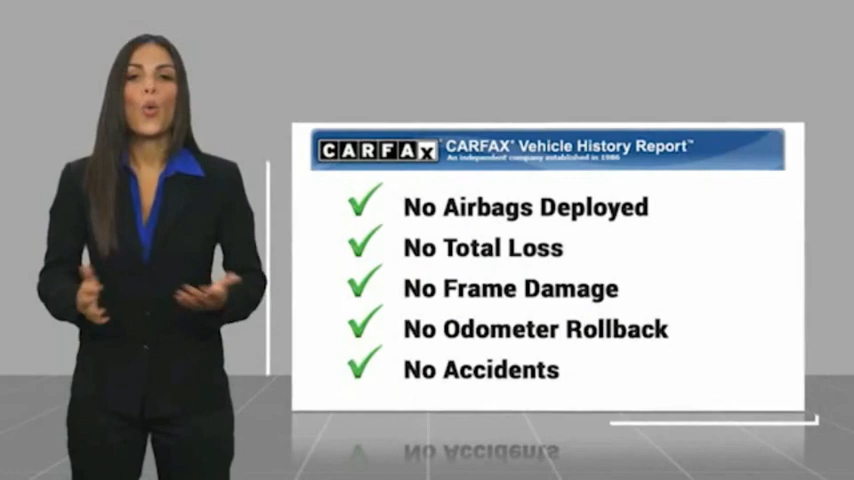 CARFAX CARFAX® Vehicle History Report™
An independent company established in 1986
No Airbags Deployed
No Total Loss
No Frame Damage
No Odometer Rollback
No Accidents